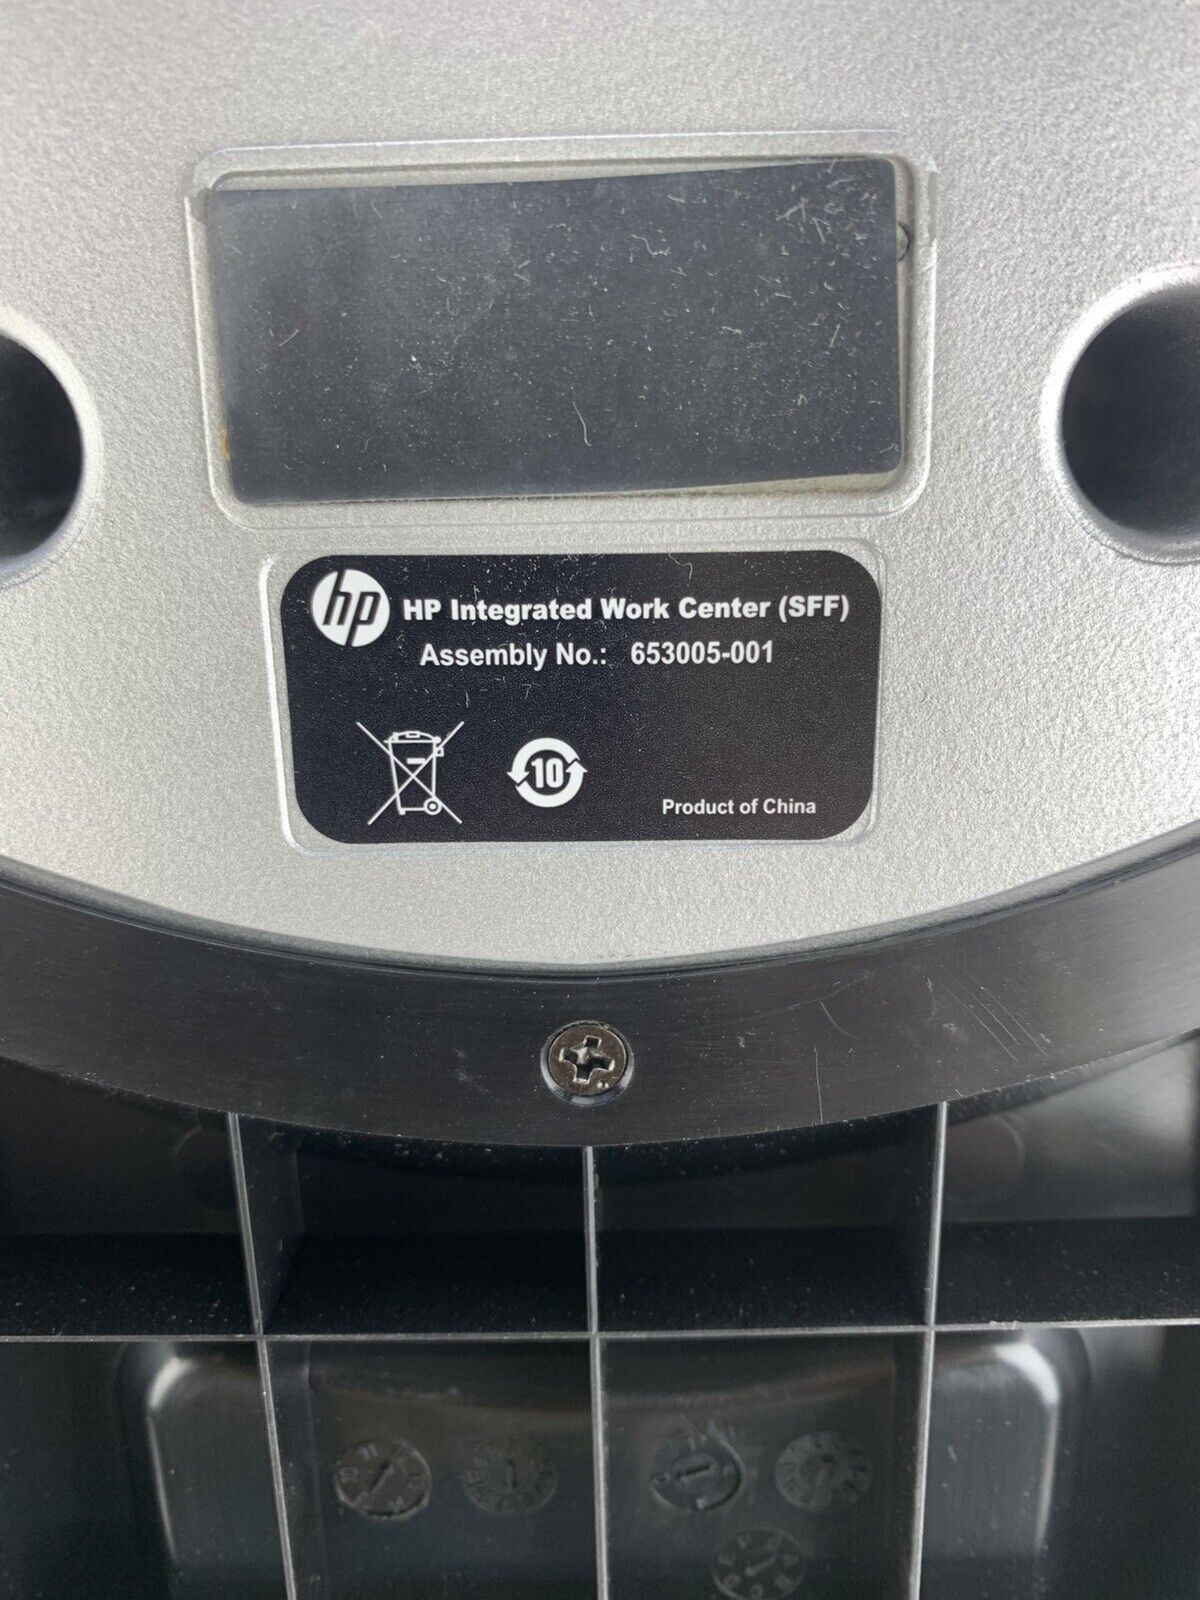 hp HP Integrated Work Center (SFF)
Assembly No.: 653005-001
10
Product of China